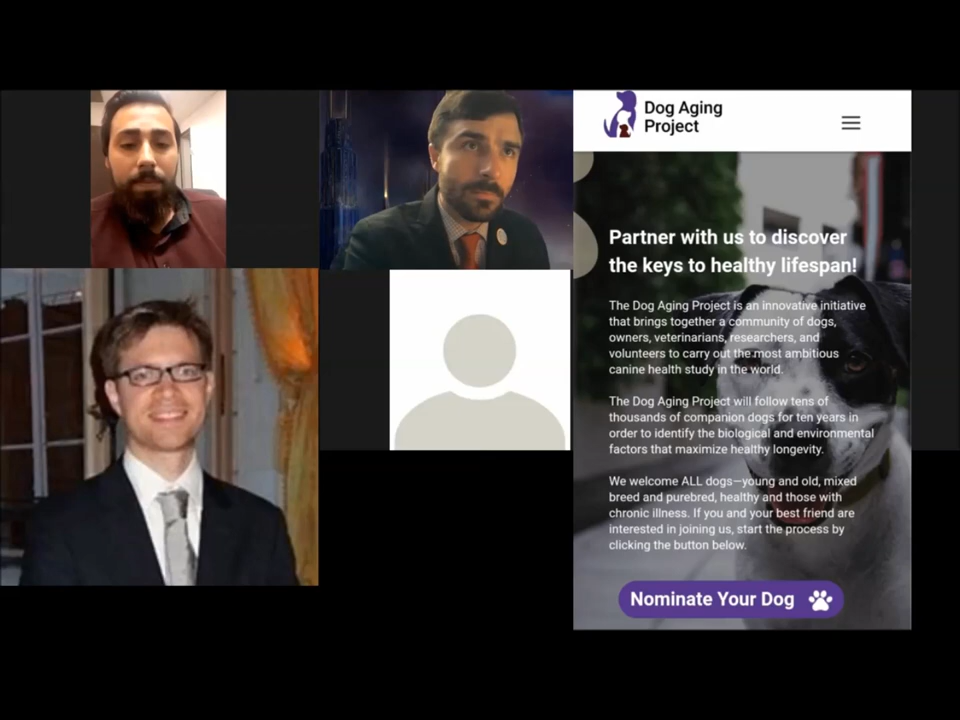 Dog Aging
Project
Partner with us to discover
the keys to healthy lifespan!
The Dog Aging Project is an innovative initiative
that brings together a community of dogs,
owners, veterinarians, researchers, and
volunteers to carry out the most ambitious
canine health study in the world.
The Dog Aging Project will follow tens of
thousands of companion dogs for ten years in
order to identify the biological and environmental
factors that maximize healthy longevity.
We welcome ALL dogs—young and old, mixed
breed and purebred, healthy and those with
chronic illness. If you and your best friend are
interested in joining us, start the process by
clicking the button below.
Nominate Your Dog